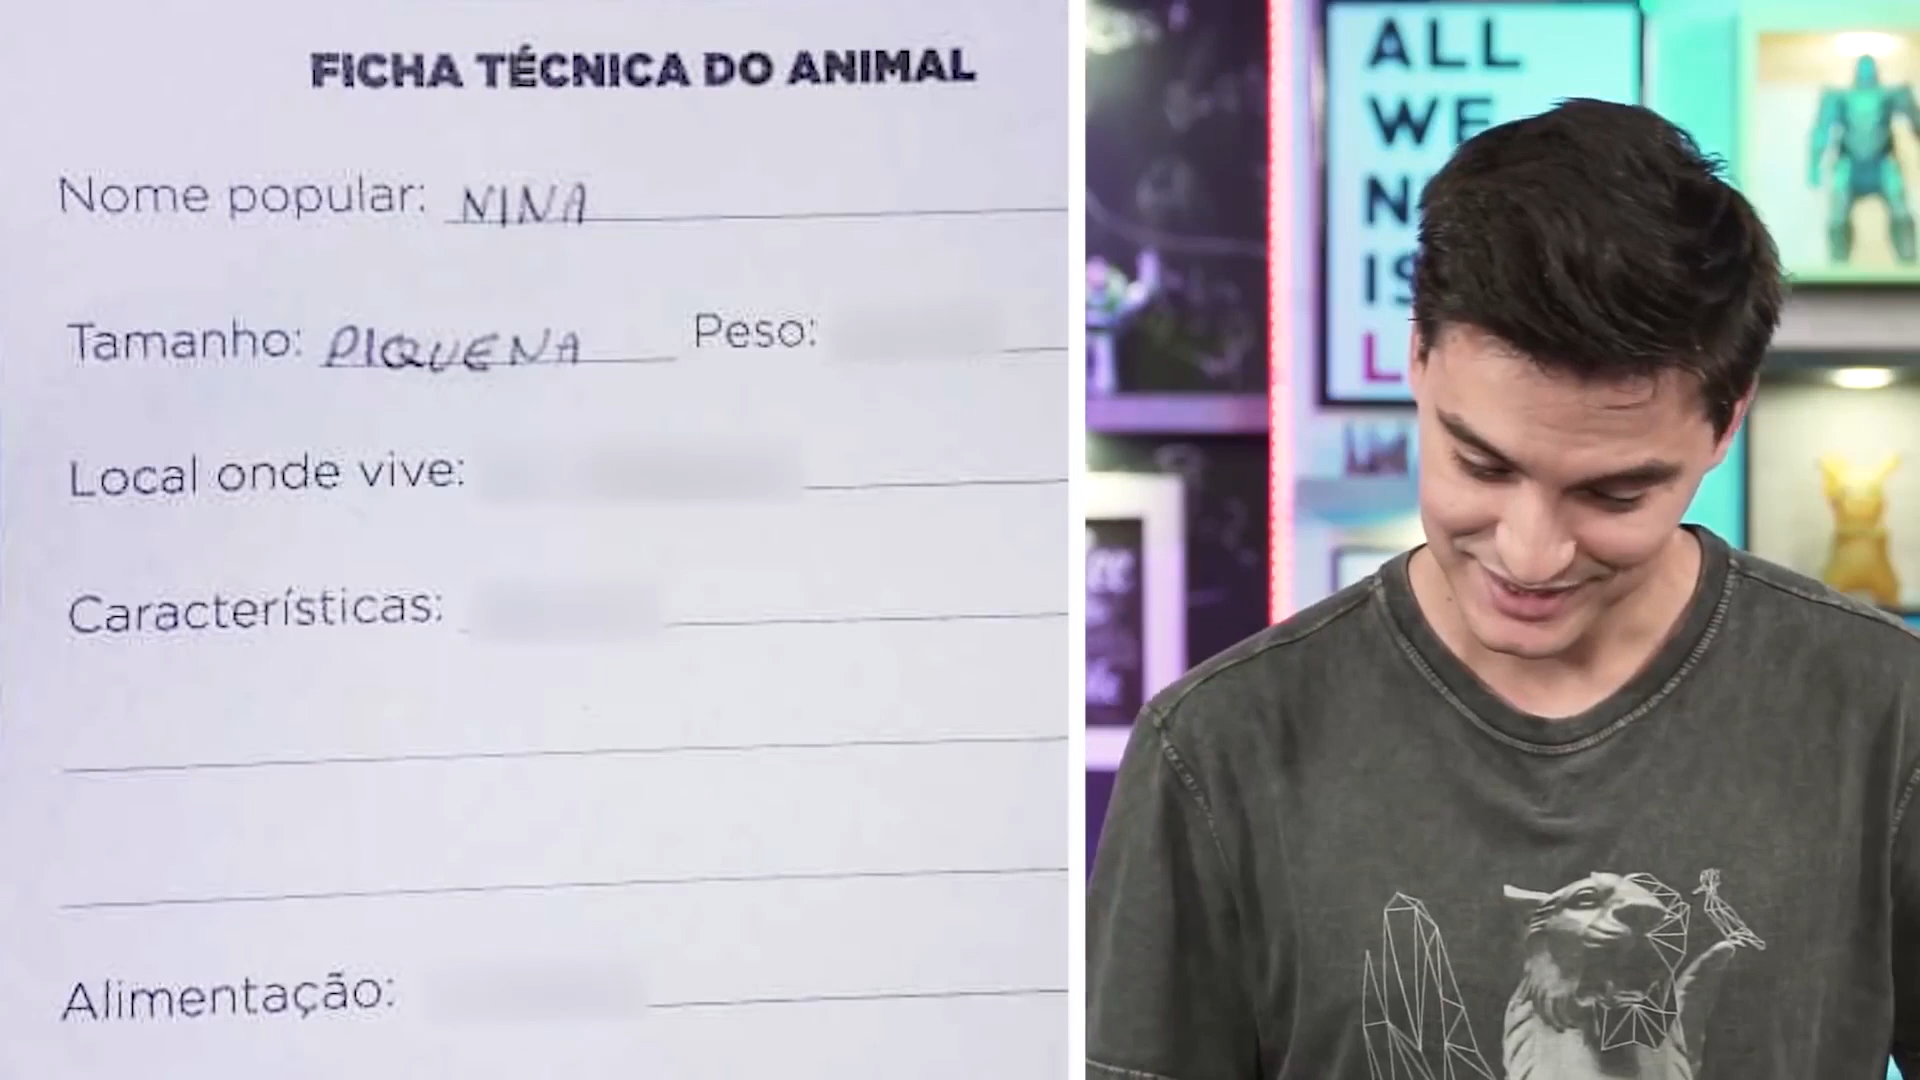 FICHA TÉCNICA DO ANIMAL
Nome popular: NINA
Tamanho: PIQUENA Peso:
Local onde vive:
Características:
Alimentação:
ALL
WE
N
IS
L